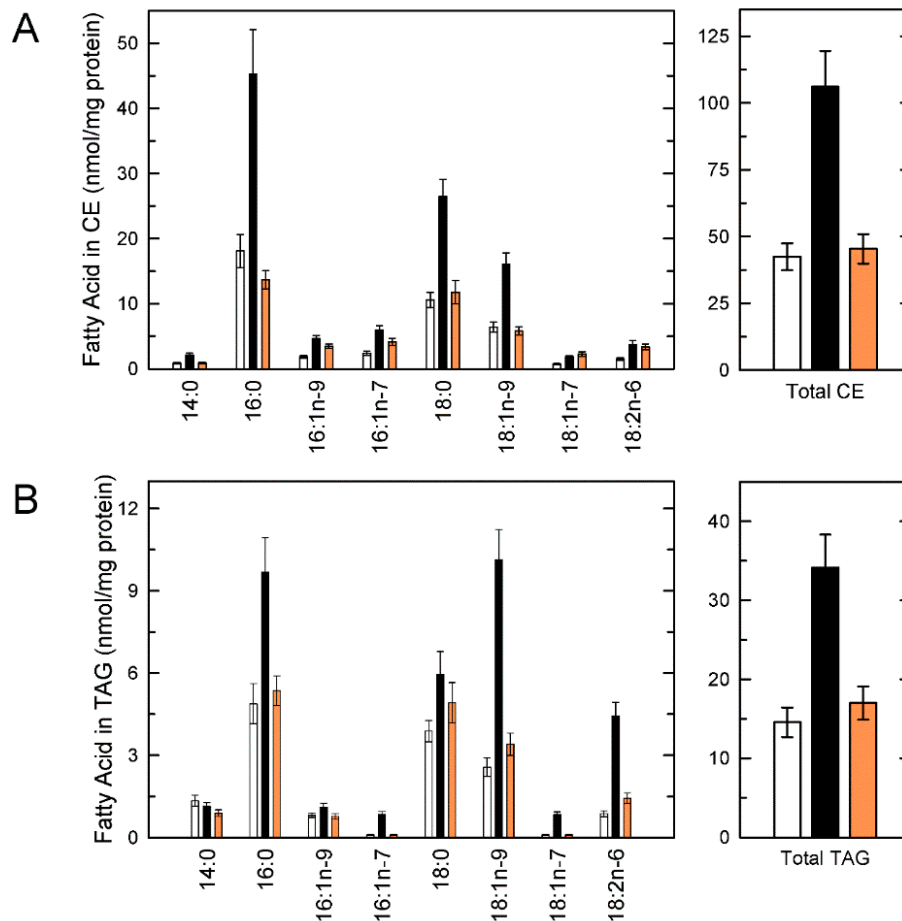 A
Fatty Acid in CE (nmol/mg protein)
50
40
30
20
10
0
14:0
16:0
16:1n-9
16:1n-7
18:0
18:1n-9
18:1n-7
18:2n-6
125
100
75
50
25
0
Total CE
B
Fatty Acid in TAG (nmol/mg protein)
12
9
6
3
0
14:0
16:0
16:1n-9
16:1n-7
18:0
18:1n-9
18:1n-7
18:2n-6
40
30
20
10
0
Total TAG